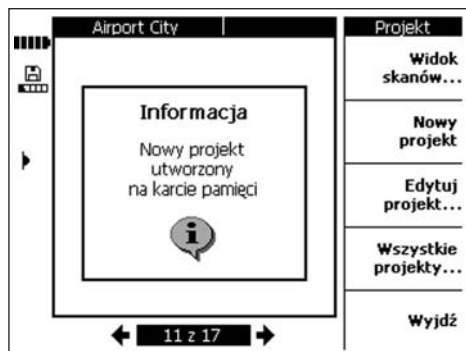 Airport City
Projekt
Informacja
Nowy projekt
utworzony
na karcie pamięci
i
11 z 17
Widok
skanów...
Nowy
projekt
Edytuj
projekt...
Wszystkie
projekty...
Wyjdź